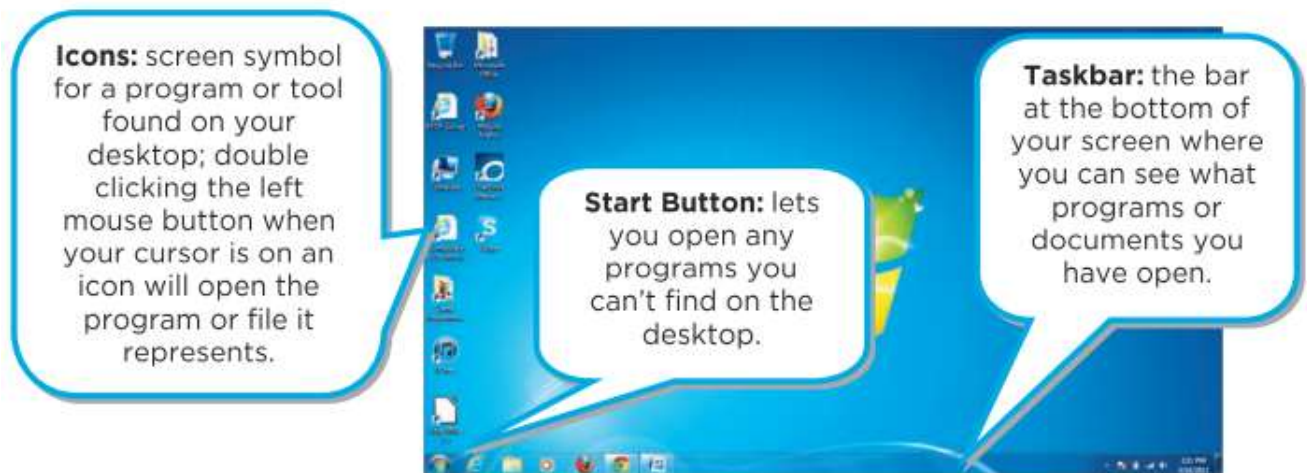 Icons: screen symbol
for a program or tool
found on your
desktop; double
clicking the left
mouse button when
your cursor is on an
icon will open the
program or file it
represents.
Start Button: lets
you open any
programs you
can't find on the
desktop.
Taskbar: the bar
at the bottom of
your screen where
you can see what
programs or
documents you
have open.